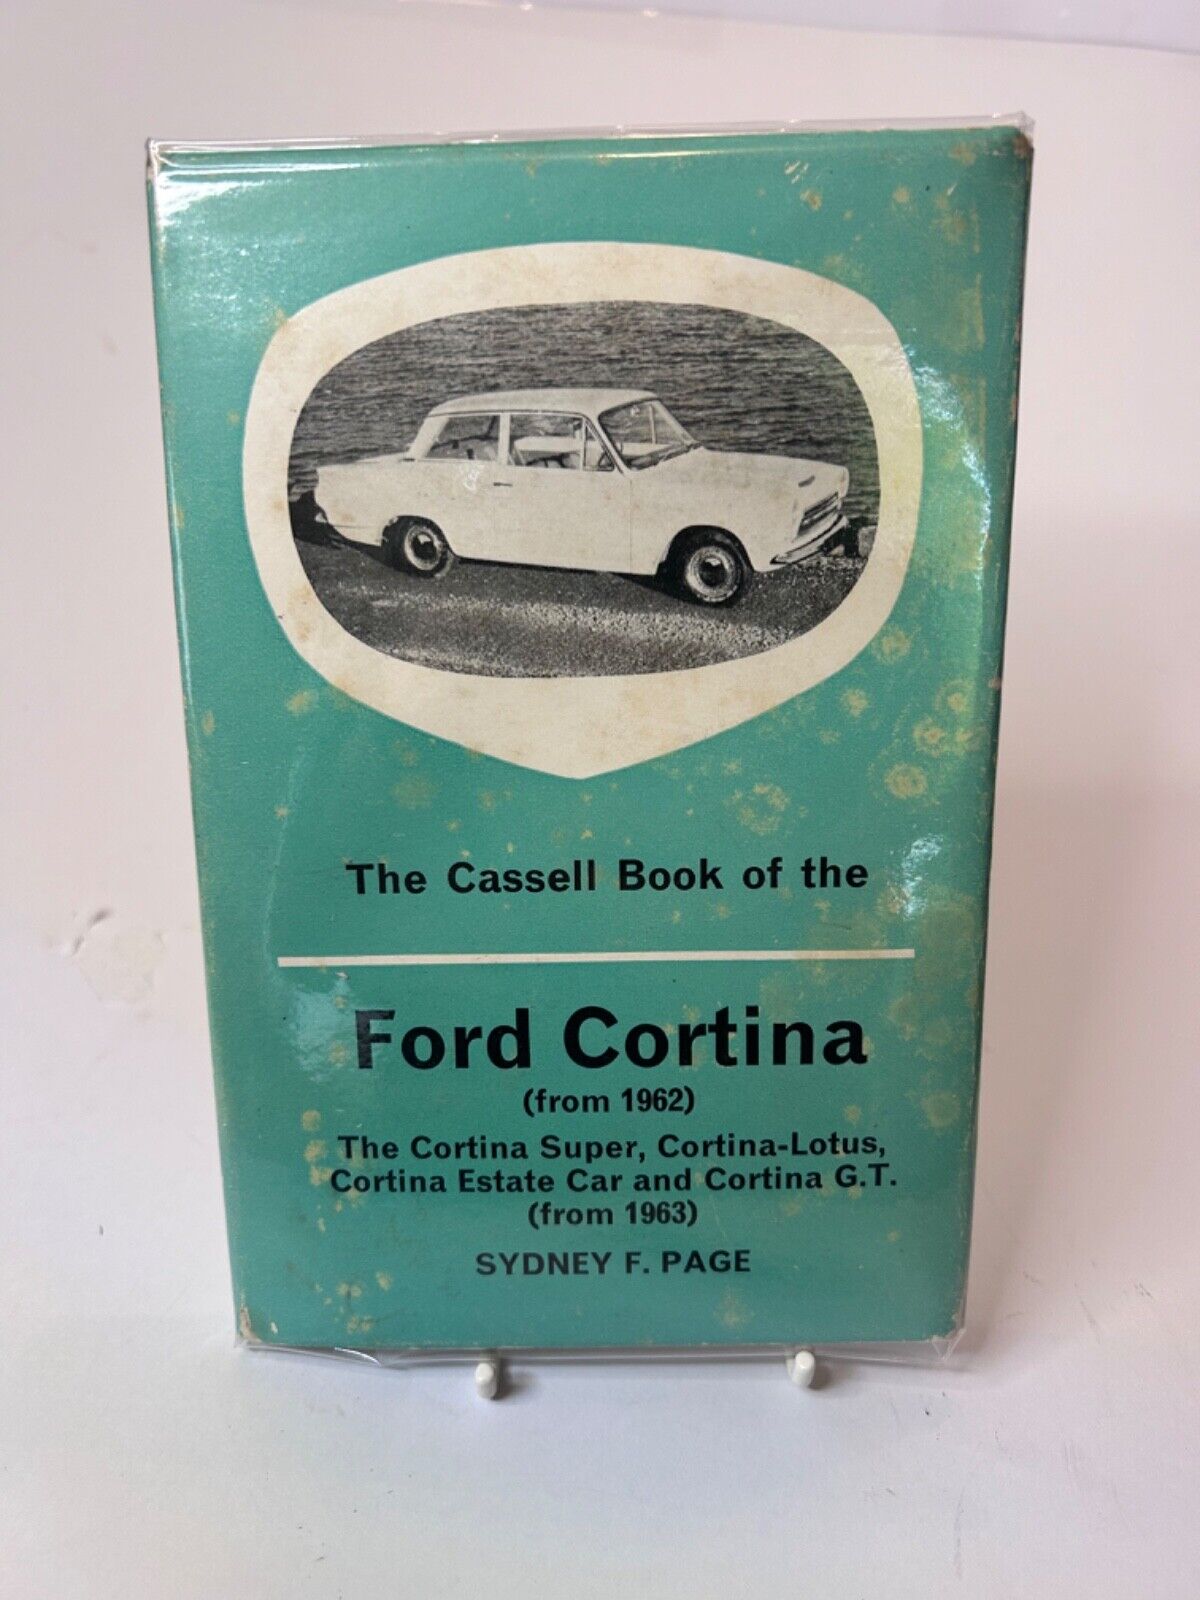 The Cassell Book of the
Ford Cortina
(from 1962)
The Cortina Super, Cortina-Lotus,
Cortina Estate Car and Cortina G.T.
(from 1963)
SYDNEY F. PAGE